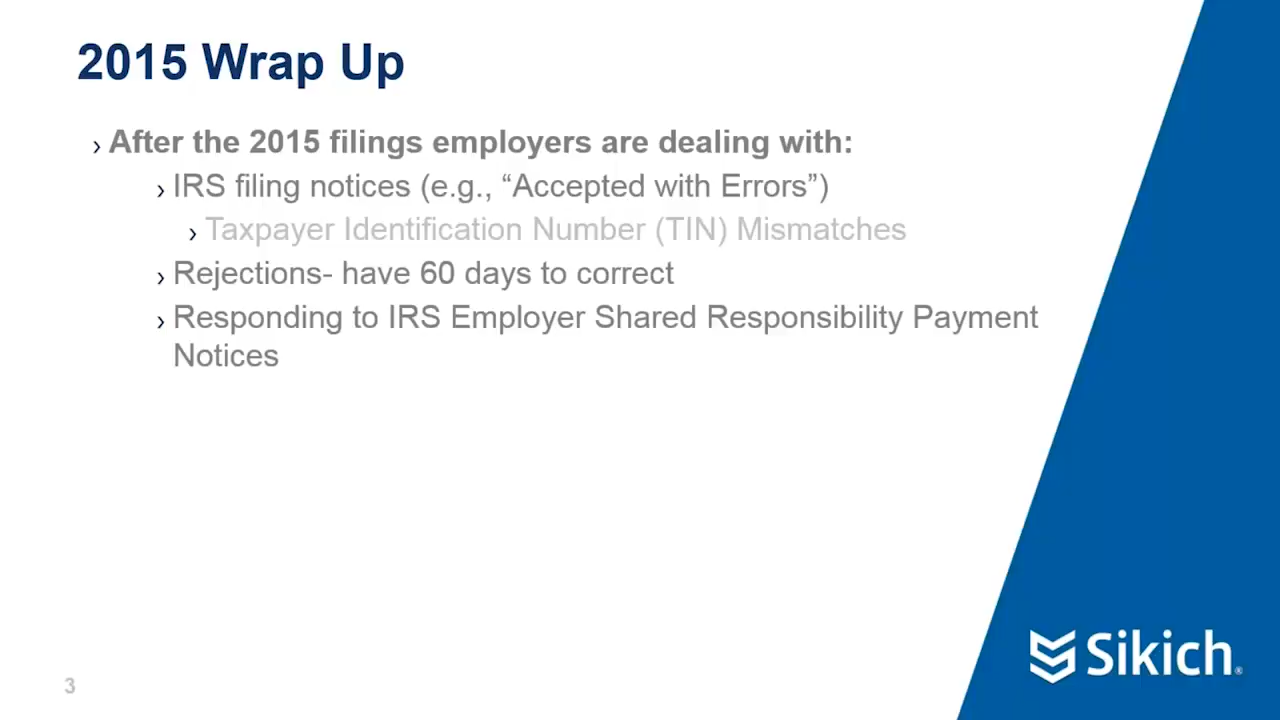 2015 Wrap Up
› After the 2015 filings employers are dealing with:
› IRS filing notices (e.g., “Accepted with Errors”)
› Taxpayer Identification Number (TIN) Mismatches
› Rejections- have 60 days to correct
› Responding to IRS Employer Shared Responsibility Payment
Notices
Sikich®
3